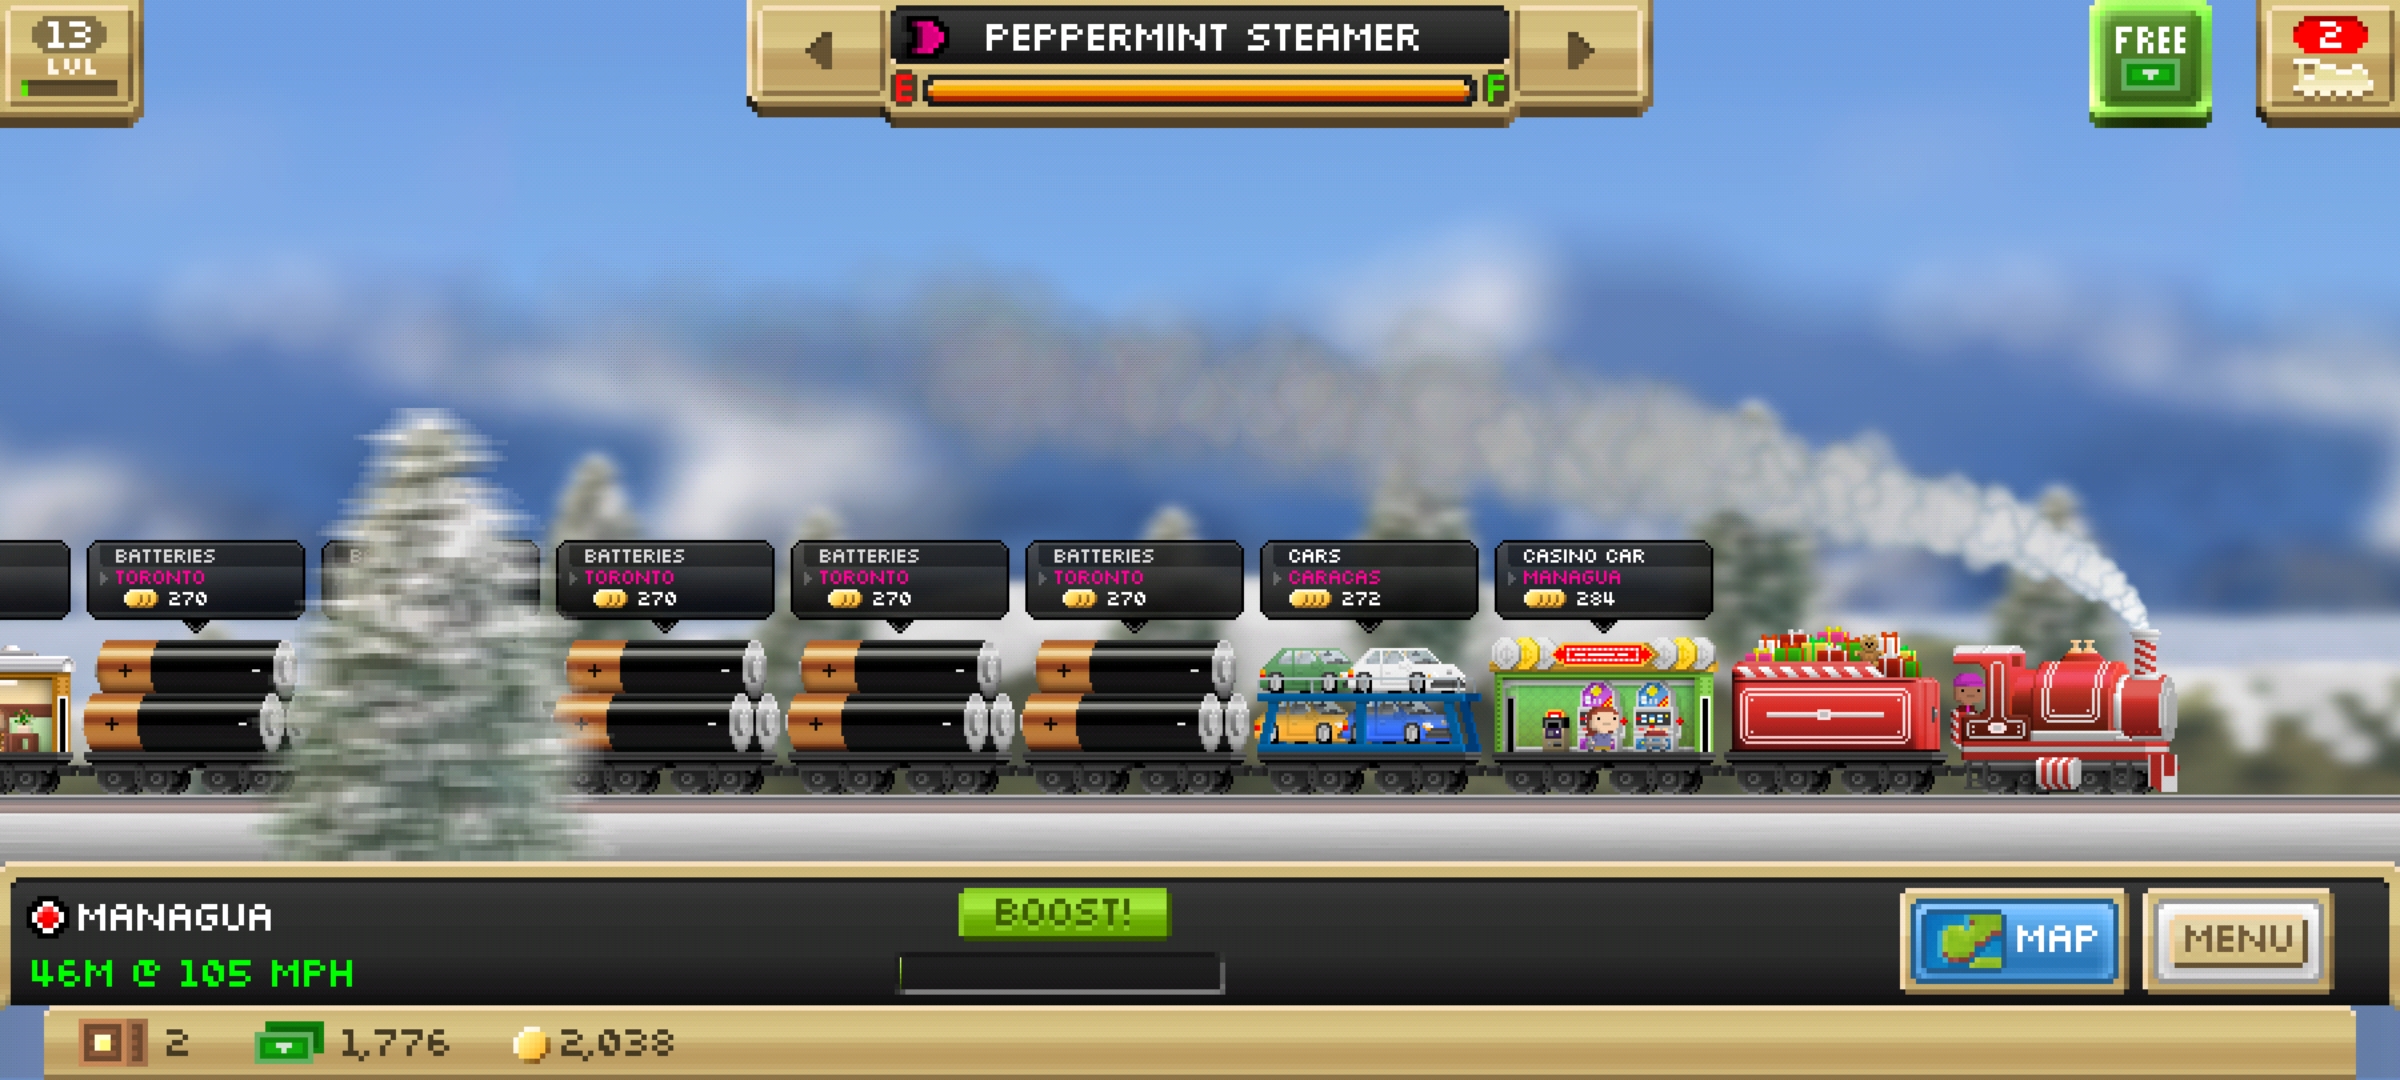 13
LVL
PEPPERMINT STEAMER
E F
FREE
2
BATTERIES
TORONTO
270
BATTERIES
TORONTO
270
BATTERIES
TORONTO
270
BATTERIES
TORONTO
270
CARS
CARACAS
272
CASINO CAR
MANAGUA
284
MANAGUA
46M @ 105 MPH
BOOST!
MAP
MENU
2
1,776
2,038